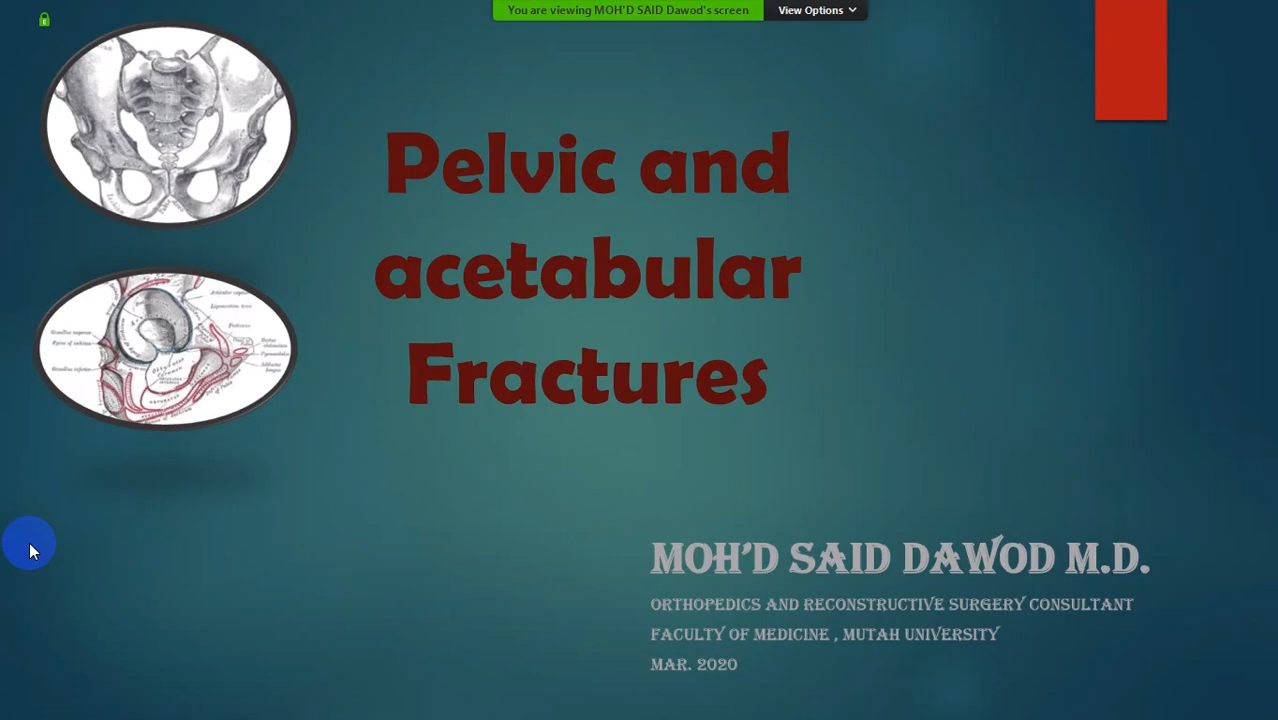 You are viewing MOH'D SAID Dawod's screen
View Options
Pelvic and
acetabular
Fractures
MOH'D SAID DAWOD M.D.
ORTHOPEDICS AND RECONSTRUCTIVE SURGERY CONSULTANT
FACULTY OF MEDICINE , MUTAH UNIVERSITY
MAR. 2020